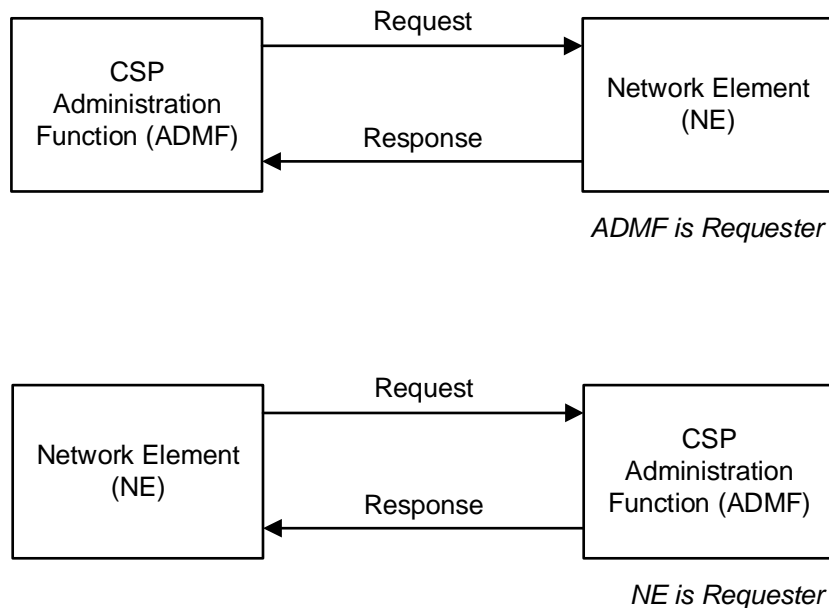 Request
CSP
Administration
Function (ADMF)
Network Element
(NE)
Response
ADMF is Requester
Request
Network Element
(NE)
CSP
Administration
Function (ADMF)
Response
NE is Requester